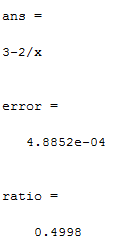 ans =
3-2/x
error =
4.8852e-04
ratio =
0.4998